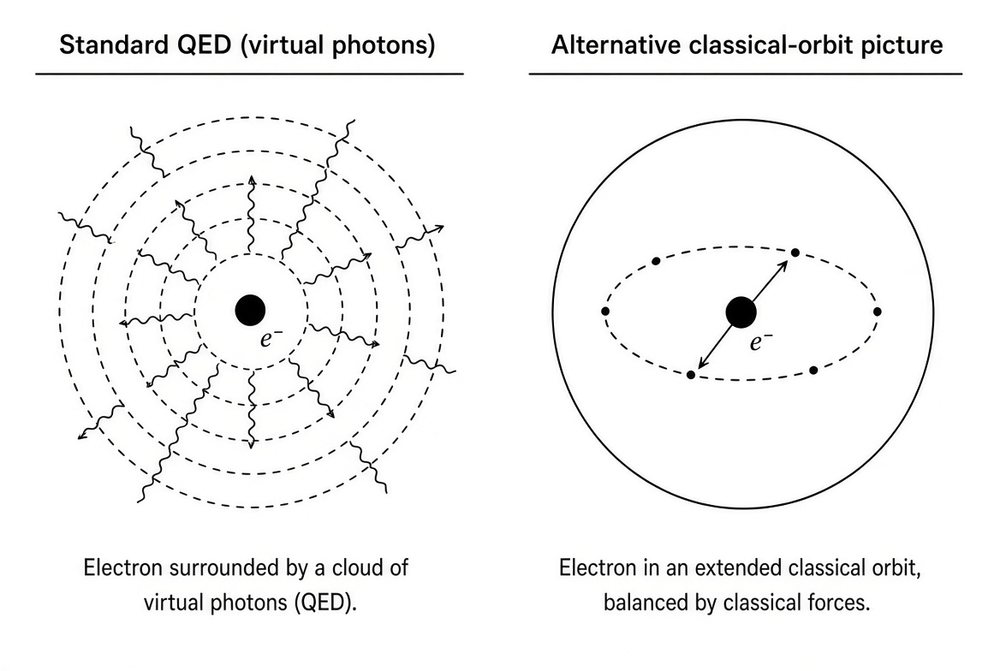 Standard QED (virtual photons)
e⁻
Electron surrounded by a cloud of
virtual photons (QED).
Alternative classical-orbit picture
e⁻
Electron in an extended classical orbit,
balanced by classical forces.